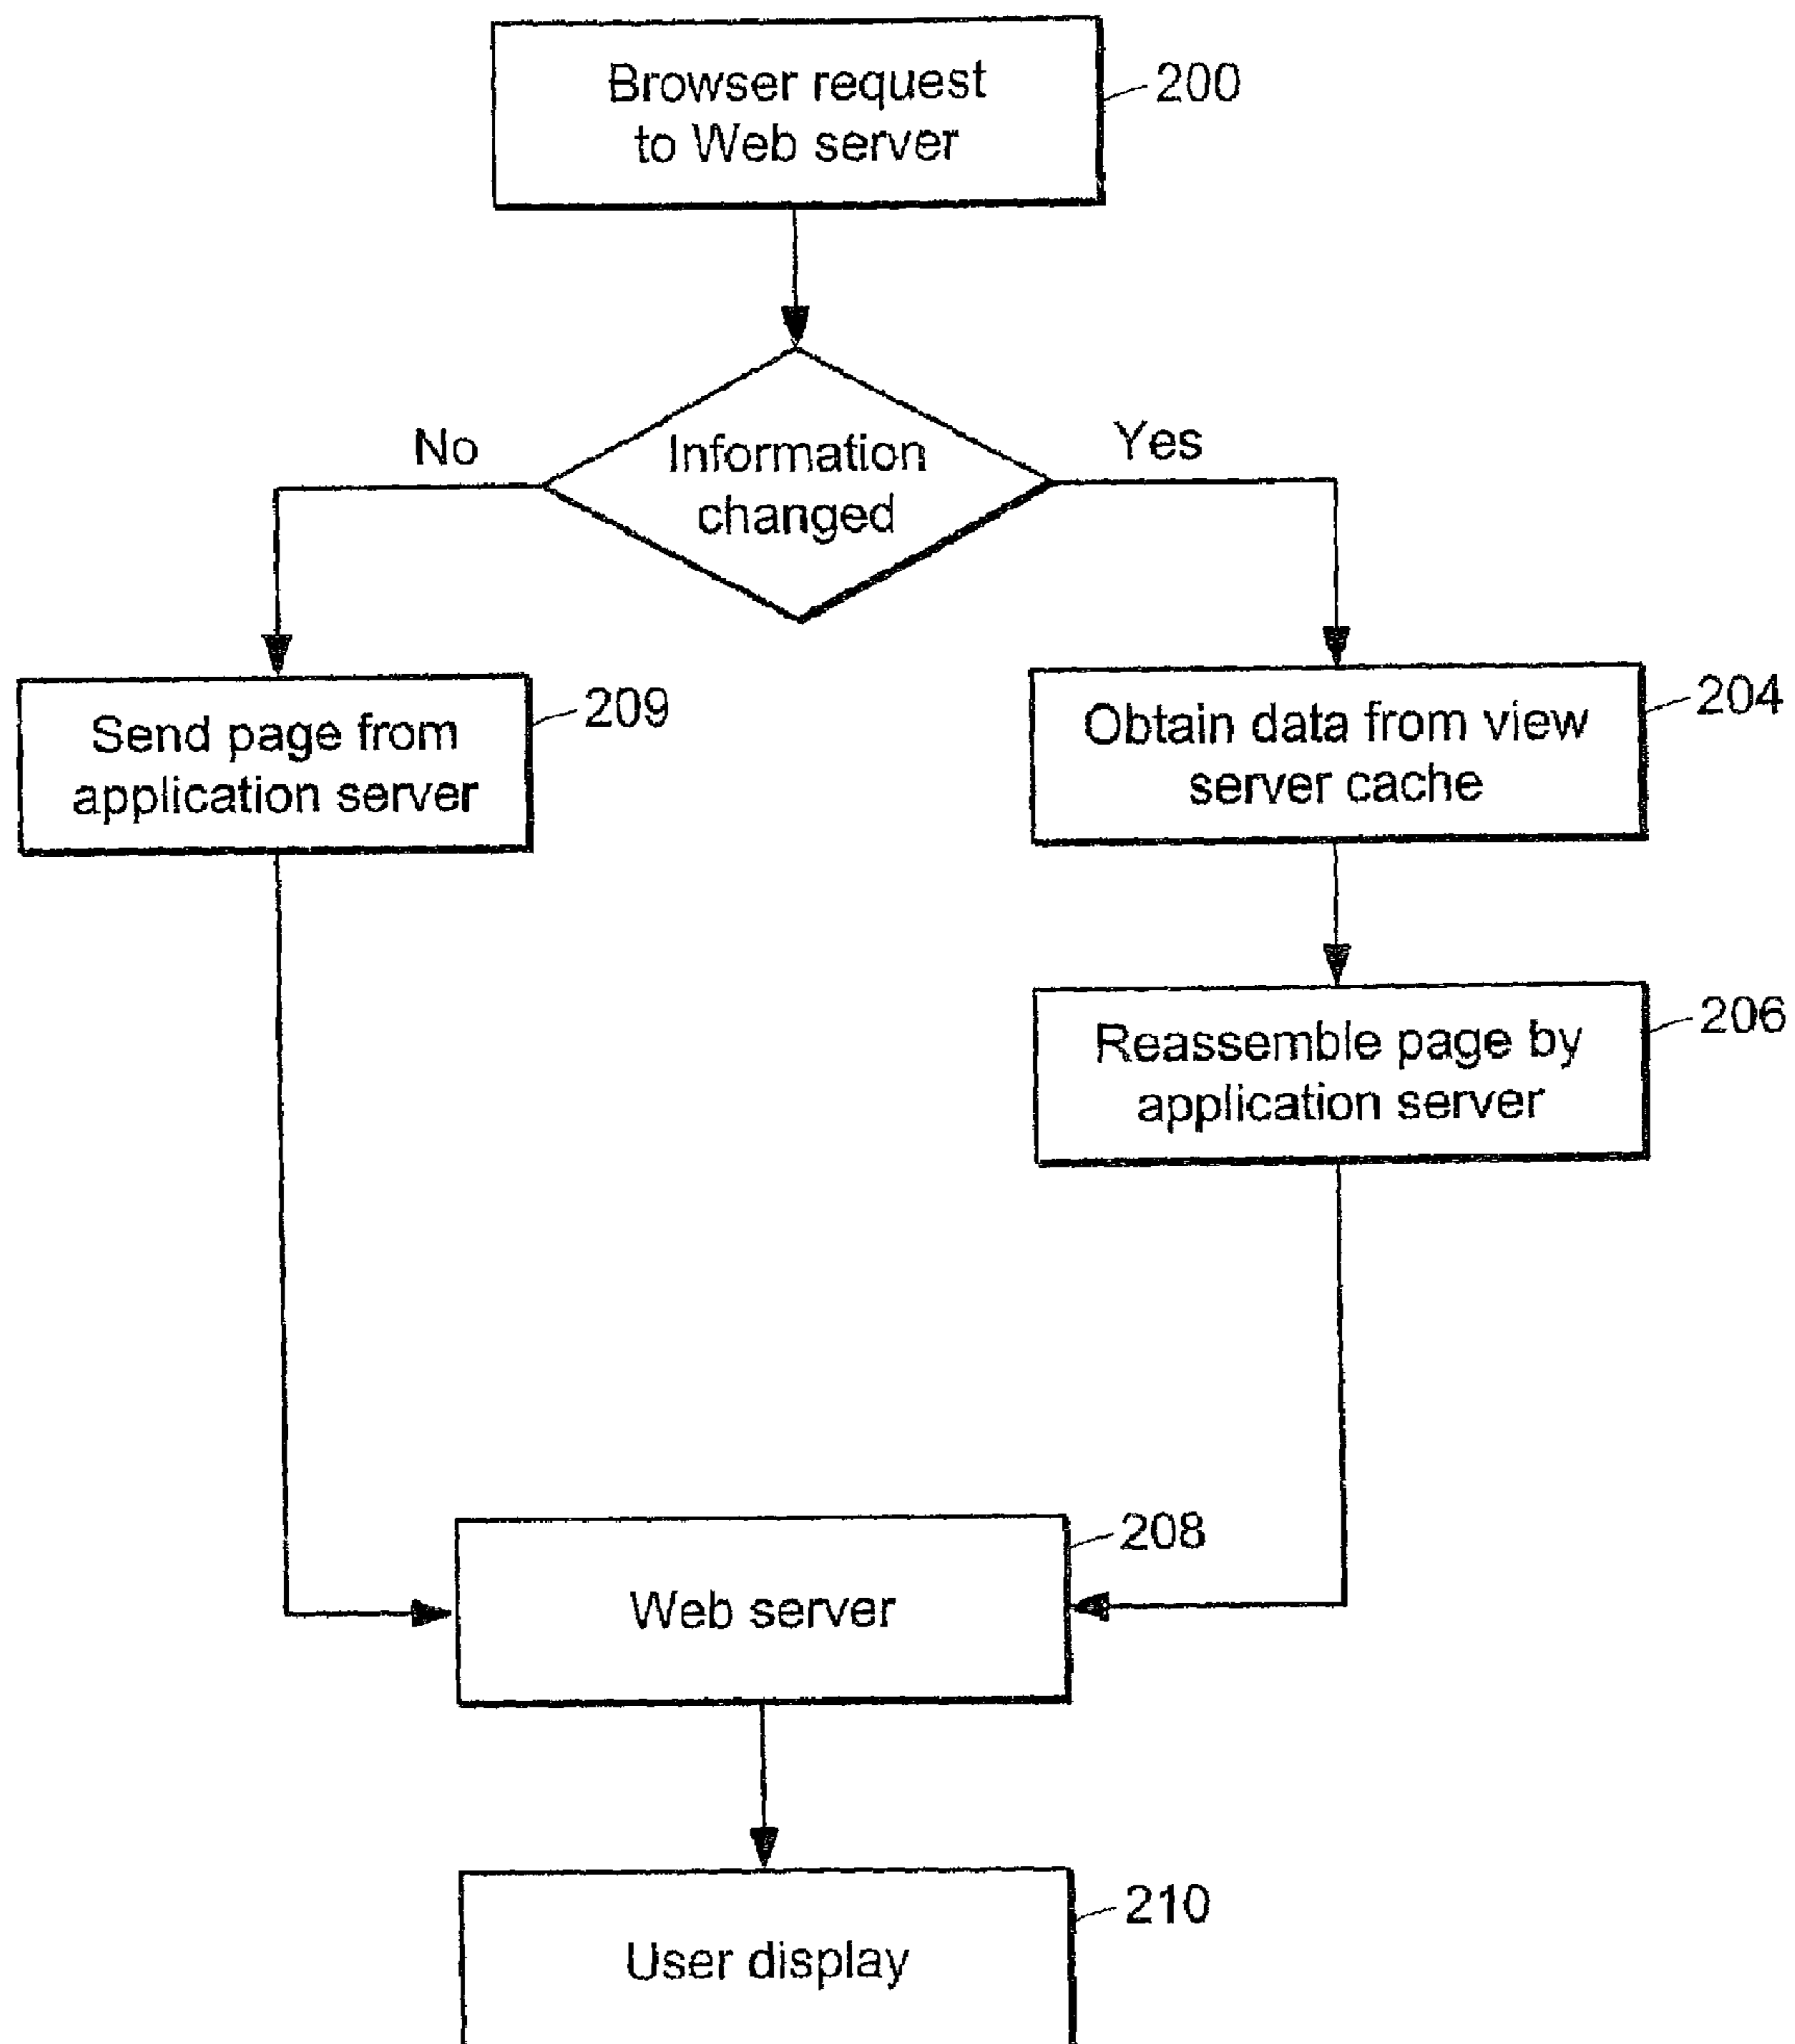 Browser request
to Web server
200
Information
changed
No
Yes
Send page from
application server
209
Obtain data from view
server cache
204
Reassemble page by
application server
206
Web server
208
User display
210